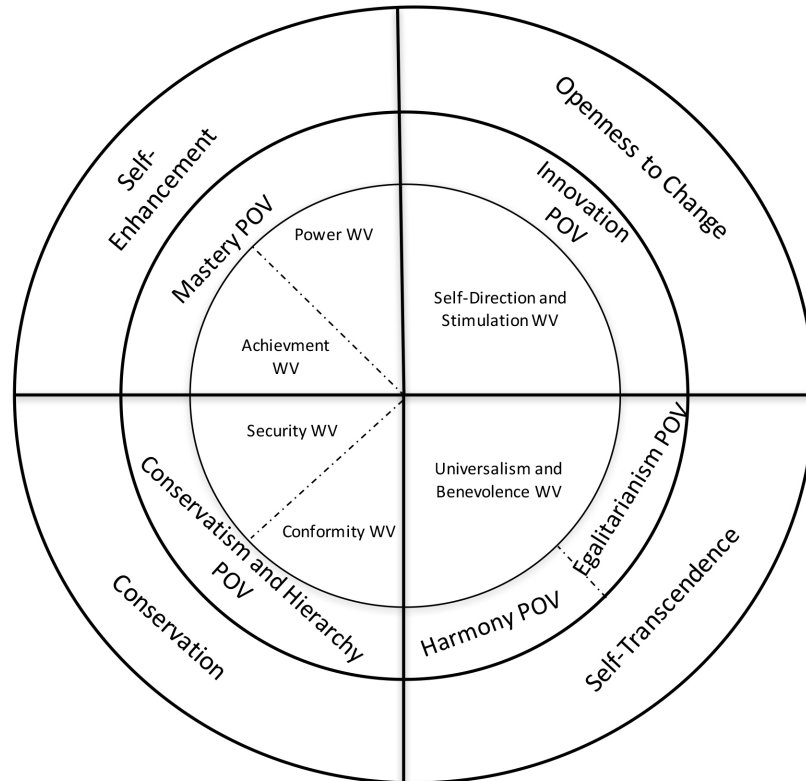 Self-
Enhancement
Openness to Change
Mastery POV
Innovation
POV
Power WV
Self-Direction and
Stimulation WV
Achievment
WV
Security WV
Universalism and
Benevolence WV
Conformity WV
Egalitarianism POV
Conservatism and Hierarchy
POV
Harmony POV
Conservation
Self-Transcendence